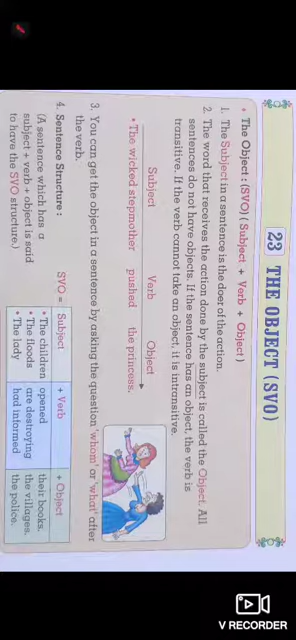 23 THE OBJECT (SVO)
• The Object : (SVO) ( Subject + Verb + Object )
1. The Subject in a sentence is the doer of the action.
2. The word that receives the action done by the subject is called the Object. All
sentences do not have objects. If the sentence has an object, the verb is
transitive. If the verb cannot take an object, it is intransitive.
Subject Verb Object
• The wicked stepmother pushed the princess.
3. You can get the object in a sentence by asking the question 'whom' or 'what' after
the verb.
4. Sentence Structure : SVO = Subject + Verb + Object
(A sentence which has a
subject + verb + object is said
to have the SVO structure.)
• The children opened their books.
• The floods are destroying the villages.
• The lady had informed the police.
V RECORDER